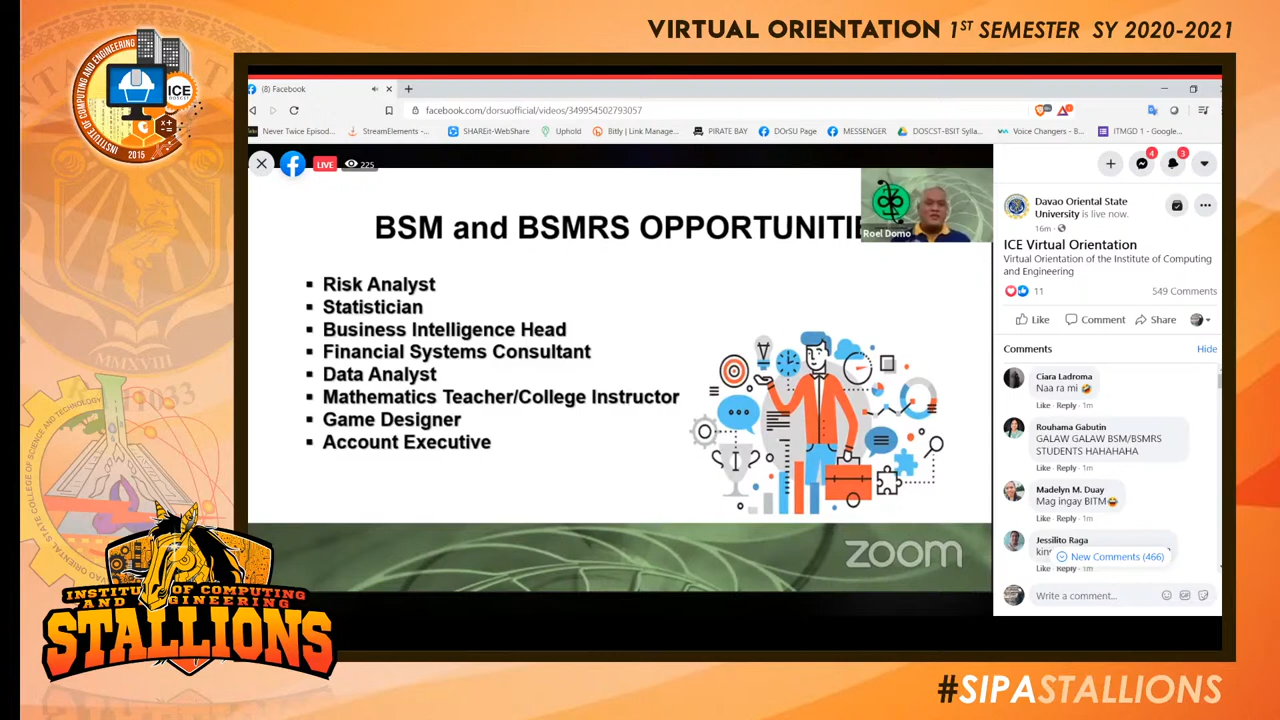 VIRTUAL ORIENTATION 1ST SEMESTER SY 2020-2021
INSTITUTE OF COMPUTING AND ENGINEERING
ICE
DOSCST
2015
(8) Facebook
facebook.com/dorsuofficial/videos/349954502793057
Never Twice Episod...
StreamElements -...
SHAREit-WebShare
Uphold
Bitly | Link Manage...
PIRATE BAY
DOrSU Page
MESSENGER
DOSCST-BSIT Sylla...
Voice Changers - B...
ITMGD 1 - Google...
LIVE
225
BSM and BSMRS OPPORTUNITIE
Roel Domo
Risk Analyst
Statistician
Business Intelligence Head
Financial Systems Consultant
Data Analyst
Mathematics Teacher/College Instructor
Game Designer
Account Executive
zoom
4
3
Davao Oriental State
University is live now.
16m
ICE Virtual Orientation
Virtual Orientation of the Institute of Computing
and Engineering
11
549 Comments
Like
Comment
Share
Comments
Hide
Ciara Ladroma
Naa ra mi 🤣
Like · Reply · 1m
Rouhama Gabutin
GALAW GALAW BSM/BSMRS
STUDENTS HAHAHAHA
Like · Reply · 1m
Madelyn M. Duay
Mag ingay BITM😂
Like · Reply · 1m
Jessilito Raga
New Comments (466)
Like · Reply · 1m
Write a comment...
MMXVIII
INSTITUTE OF COMPUTING
AND ENGINEERING
STALLIONS
#SIPASTALLIONS